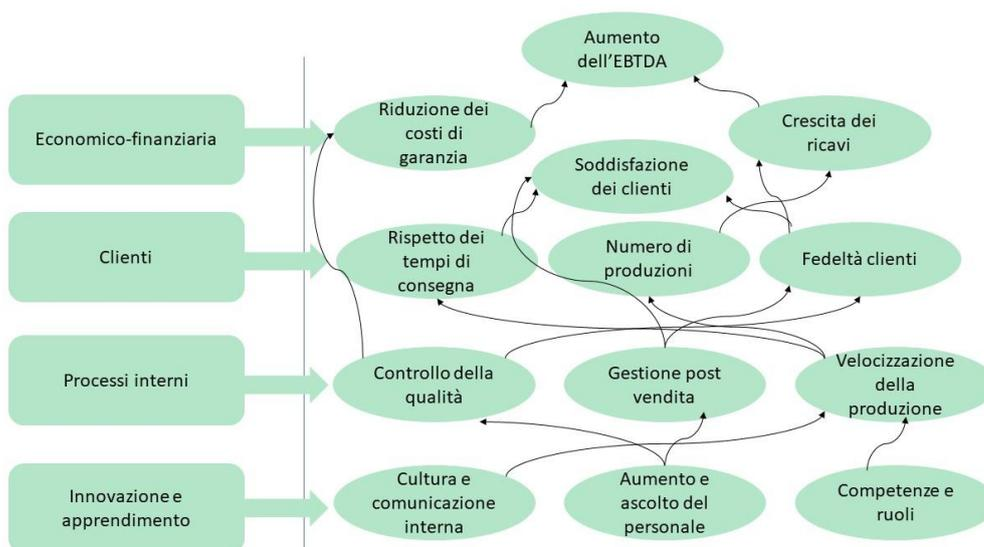 Aumento
dell'EBTDA
Economico-finanziaria
Riduzione dei
costi di
garanzia
Crescita dei
ricavi
Soddisfazione
dei clienti
Clienti
Rispetto dei
tempi di
consegna
Numero di
produzioni
Fedeltà clienti
Processi interni
Controllo della
qualità
Gestione post
vendita
Velocizzazione
della
produzione
Innovazione e
apprendimento
Cultura e
comunicazione
interna
Aumento e
ascolto del
personale
Competenze e
ruoli